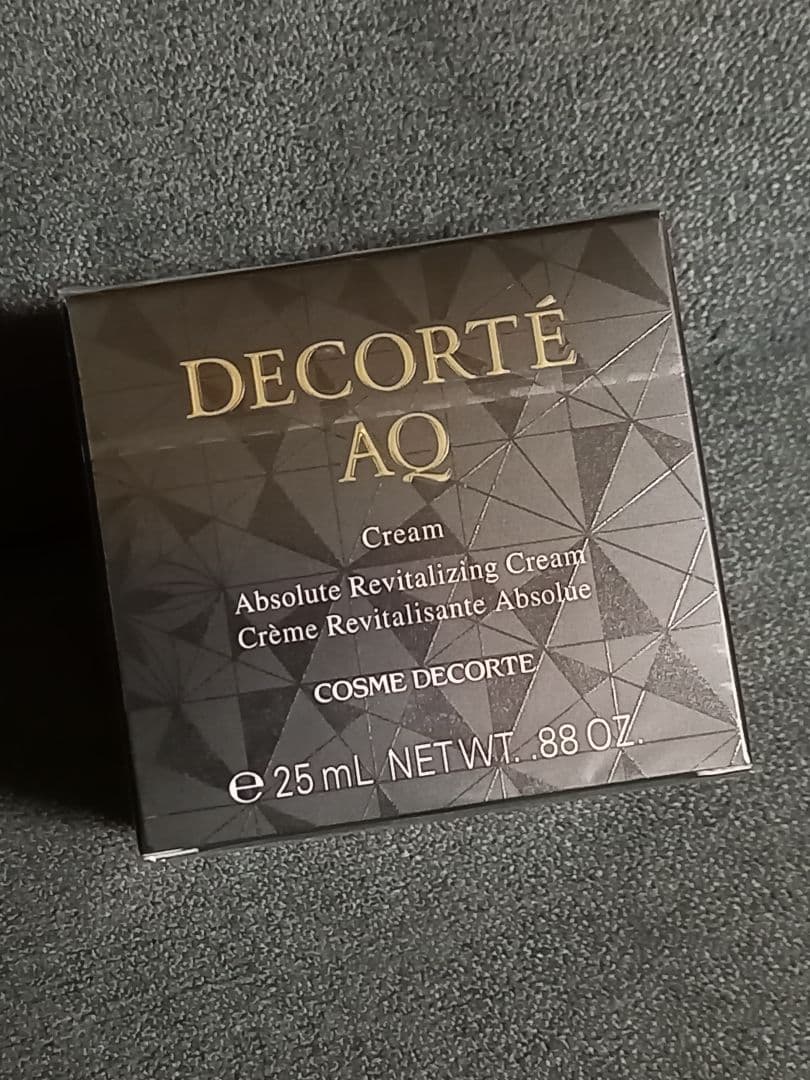 DECORTÉ
AQ
Cream
Absolute Revitalizing Cream
Crème Revitalisante Absolue
COSME DECORTE
℮ 25 mL NET WT. .88 OZ.